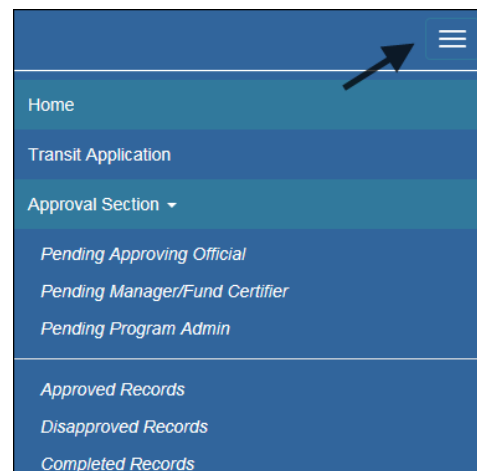 Home
Transit Application
Approval Section
Pending Approving Official
Pending Manager/Fund Certifier
Pending Program Admin
Approved Records
Disapproved Records
Completed Records